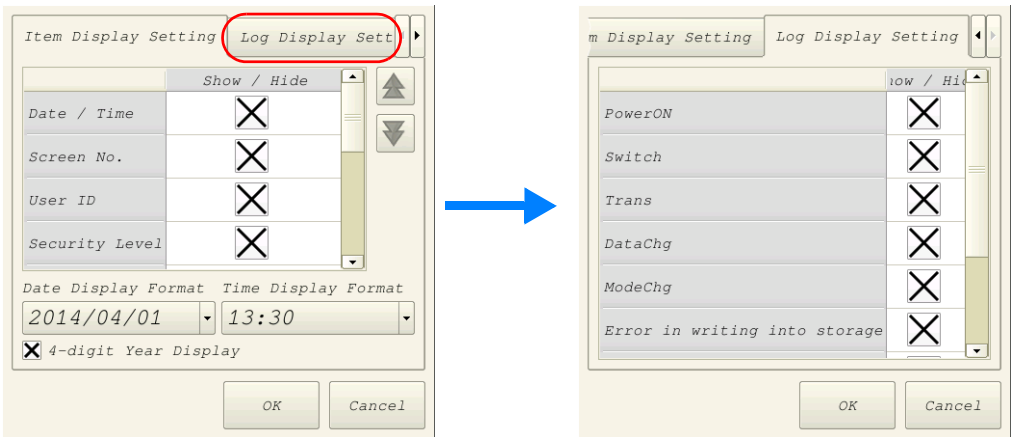 Item Display Setting
Log Display Sett
Show / Hide
Date / Time
Screen No.
User ID
Security Level
Date Display Format
Time Display Format
2014/04/01
13:30
4-digit Year Display
OK
Cancel
m Display Setting
Log Display Setting
ow / Hid
PowerON
Switch
Trans
DataChg
ModeChg
Error in writing into storage
OK
Cancel